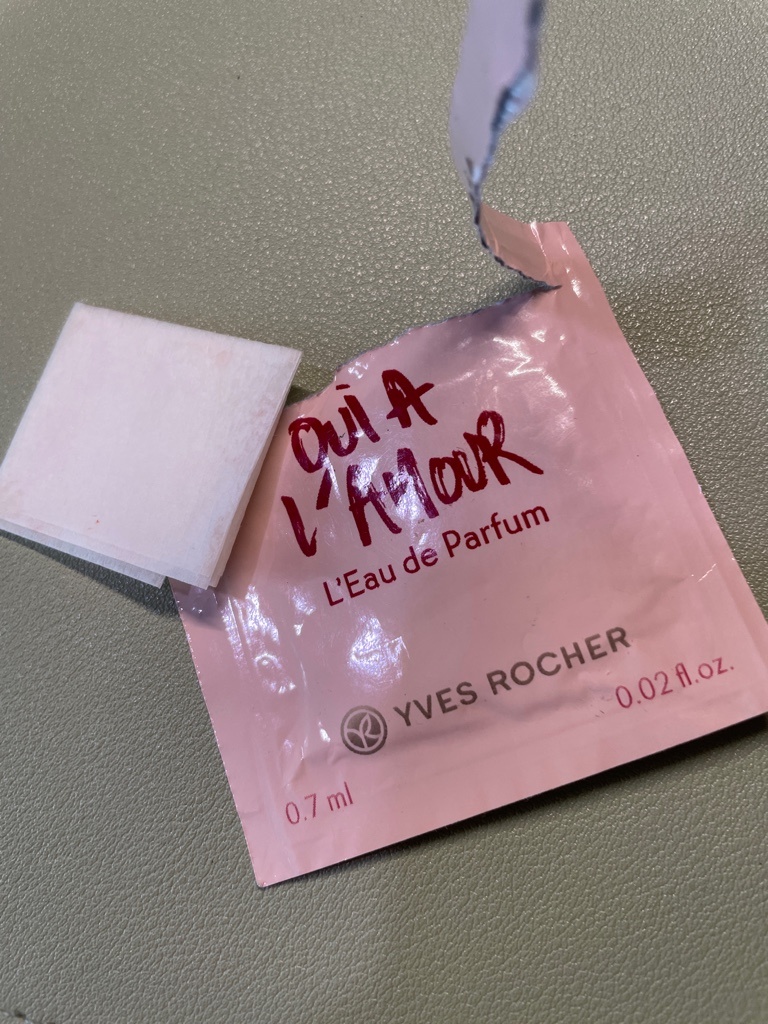 OUi A
L'AMOUR
L'Eau de Parfum
YVES ROCHER
0.7 ml
0.02 fl.oz.